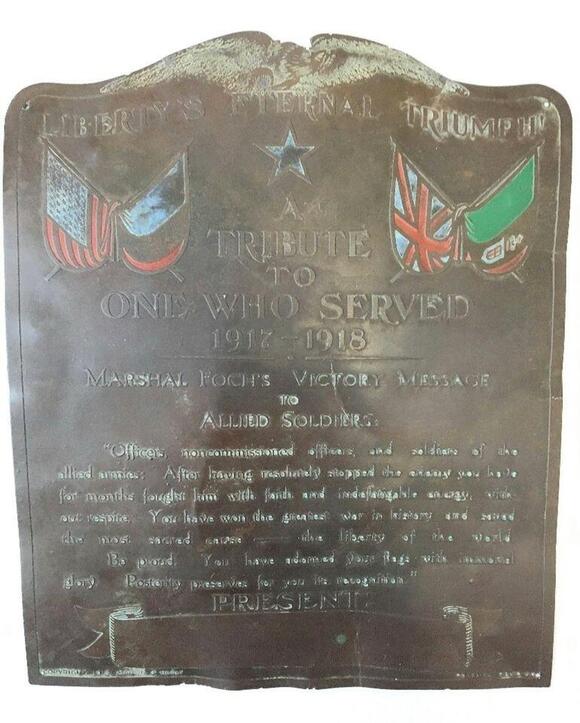 LIBERTY'S ETERNAL TRIUMPH!
A
TRIBUTE
TO
ONE WHO SERVED
1917-1918
MARSHAL FOCH'S VICTORY MESSAGE
TO
ALLIED SOLDIERS:
"Officers, noncommissioned officers, and soldiers of the
allied armies: After having resolutely stopped the enemy you have
for months fought him with faith and indefatigable energy, with
out respite. You have won the greatest war in history and saved
the most sacred cause — the liberty of the world
Be proud. You have adorned your flags with immortal
glory. Posterity preserves for you its recognition."
PRESENT:
COPYRIGHT